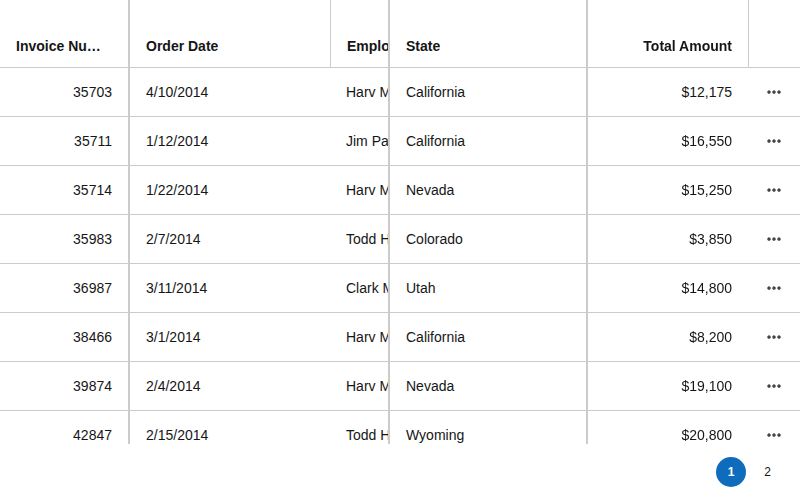 Invoice Nu… Order Date Emplo State Total Amount
35703 4/10/2014 Harv M California $12,175 •••
35711 1/12/2014 Jim Pa California $16,550 •••
35714 1/22/2014 Harv M Nevada $15,250 •••
35983 2/7/2014 Todd H Colorado $3,850 •••
36987 3/11/2014 Clark M Utah $14,800 •••
38466 3/1/2014 Harv M California $8,200 •••
39874 2/4/2014 Harv M Nevada $19,100 •••
42847 2/15/2014 Todd H Wyoming $20,800 •••
1 2